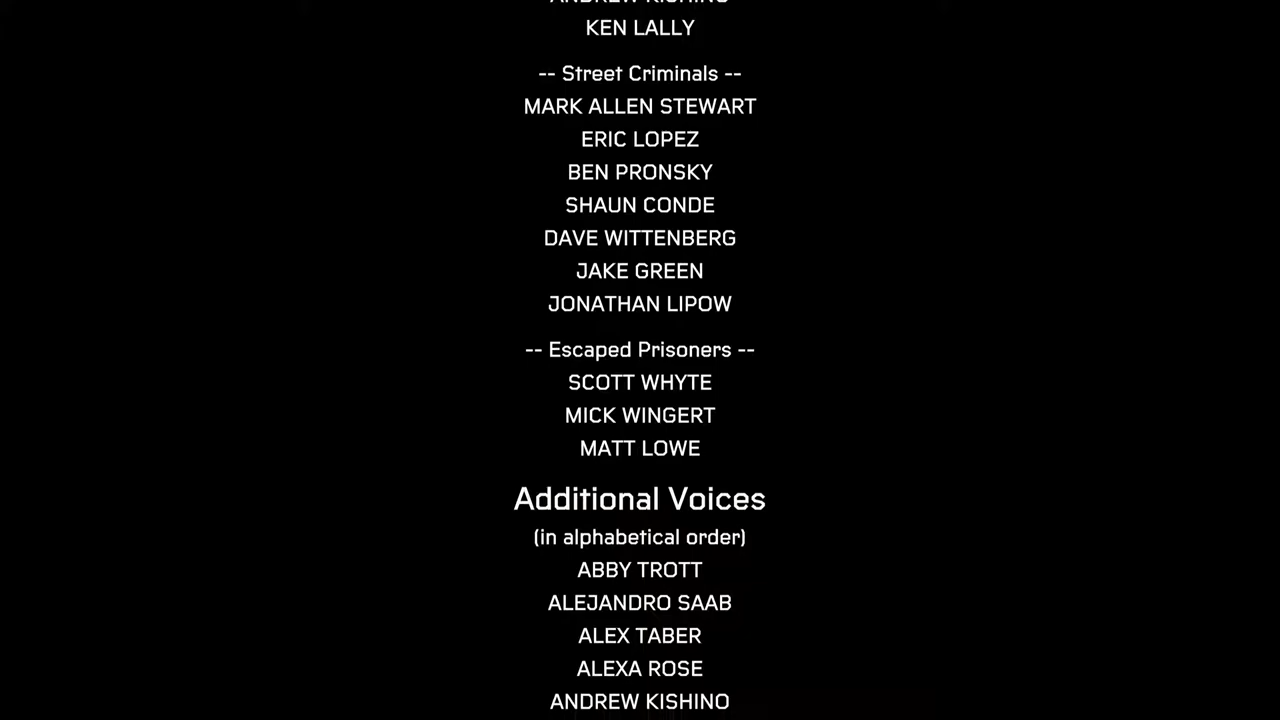 ANDREW KISHINO
KEN LALLY
-- Street Criminals --
MARK ALLEN STEWART
ERIC LOPEZ
BEN PRONSKY
SHAUN CONDE
DAVE WITTENBERG
JAKE GREEN
JONATHAN LIPOW
-- Escaped Prisoners --
SCOTT WHYTE
MICK WINGERT
MATT LOWE
Additional Voices
(in alphabetical order)
ABBY TROTT
ALEJANDRO SAAB
ALEX TABER
ALEXA ROSE
ANDREW KISHINO